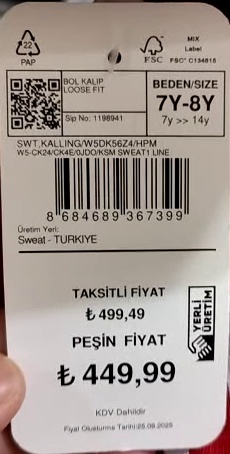 22
PAP
FSC
MIX
Label
FSC® C134815
BOL KALIP
LOOSE FIT
Sip No: 1198941
BEDEN/SIZE
7Y-8Y
7y >> 14y
SWT,KALLING/W5DK56Z4/HPM
W5-CK24/CK4E/0JDO/KSM SWEAT1 LINE
8 684689 367399
Üretim Yeri:
Sweat - TURKIYE
TAKSİTLİ FİYAT
₺ 499,49
PEŞİN FİYAT
₺ 449,99
YERLİ
ÜRETİM
KDV Dahildir
Fiyat Oluşturma Tarihi:25.08.2025